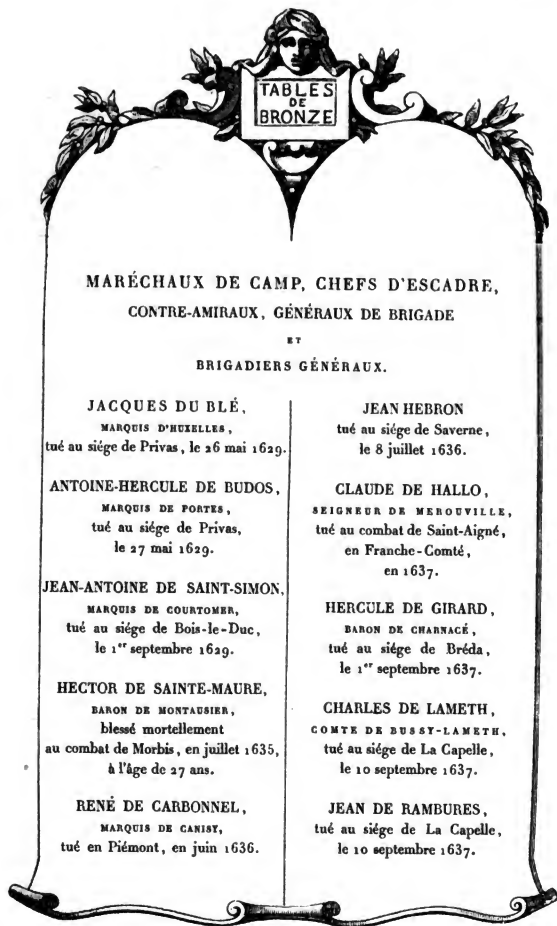 TABLES
DE
BRONZE
MARÉCHAUX DE CAMP, CHEFS D'ESCADRE,
CONTRE-AMIRAUX, GÉNÉRAUX DE BRIGADE
ET
BRIGADIERS GÉNÉRAUX.
JACQUES DU BLÉ,
MARQUIS D'HUXELLES,
tué au siége de Privas, le 26 mai 1629.
ANTOINE-HERCULE DE BUDOS,
MARQUIS DE PORTES,
tué au siége de Privas,
le 27 mai 1629.
JEAN-ANTOINE DE SAINT-SIMON,
MARQUIS DE COURTOMER,
tué au siége de Bois-le-Duc,
le 1er septembre 1629.
HECTOR DE SAINTE-MAURE,
BARON DE MONTAUSIER,
blessé mortellement
au combat de Morbis, en juillet 1635,
à l'âge de 27 ans.
RENÉ DE CARBONNEL,
MARQUIS DE CANISY,
tué en Piémont, en juin 1636.
JEAN HEBRON
tué au siége de Saverne,
le 8 juillet 1636.
CLAUDE DE HALLO,
SEIGNEUR DE MEROUVILLE,
tué au combat de Saint-Aigné,
en Franche-Comté,
en 1637.
HERCULE DE GIRARD,
BARON DE CHARNACÉ,
tué au siége de Bréda,
le 1er septembre 1637.
CHARLES DE LAMETH,
COMTE DE BUSSY-LAMETH,
tué au siége de La Capelle,
le 10 septembre 1637.
JEAN DE RAMBURES,
tué au siége de La Capelle,
le 10 septembre 1637.